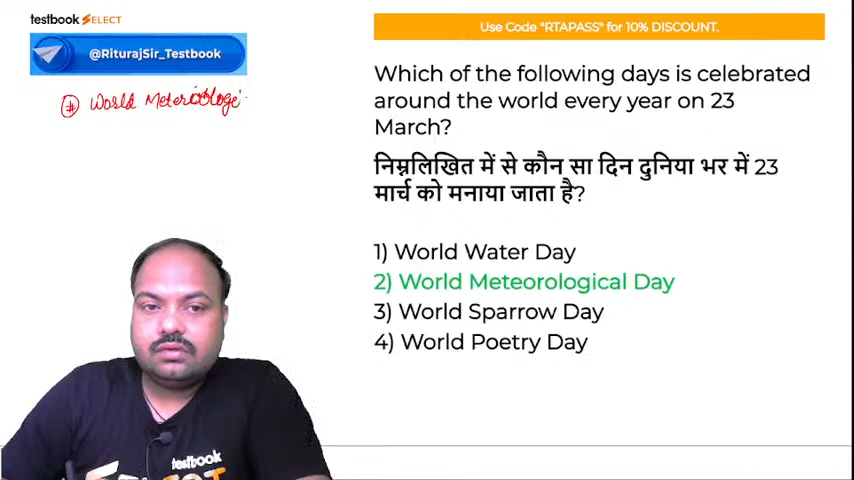 testbook SELECT
Use Code "RTAPASS" for 10% DISCOUNT.
@RiturajSir_Testbook
# World
Which of the following days is celebrated
around the world every year on 23
March?
निम्नलिखित में से कौन सा दिन दुनिया भर में 23
मार्च को मनाया जाता है?
1) World Water Day
2) World Meteorological Day
3) World Sparrow Day
4) World Poetry Day
testbook